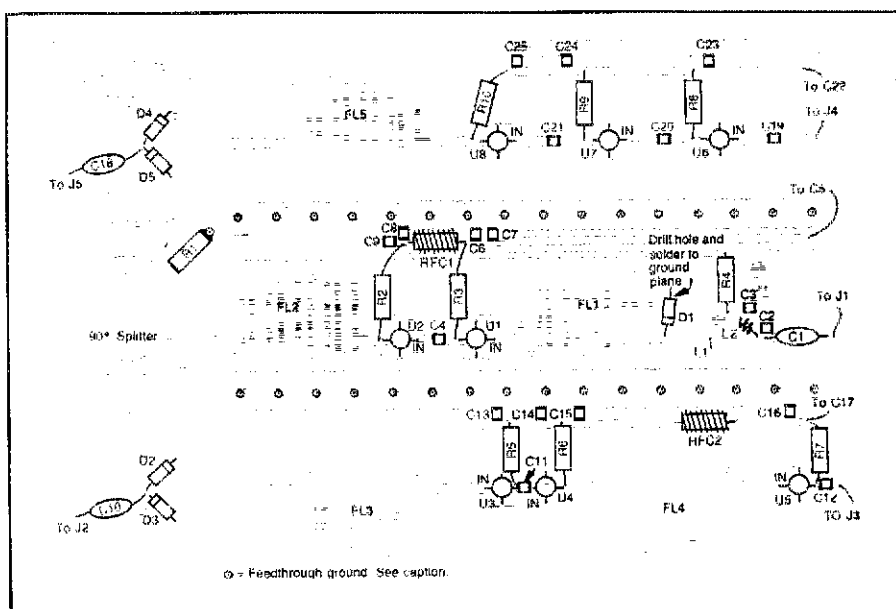 C25 C24 C23
To C22
To J4
D4
R10
FL5
R9
R8
IN
C21
IN
C20
IN
C19
U8
U7
U6
C18
D5
To J5
To C5
R1
C8
C9
C6 C7
RFC1
Drill hole and
solder to
ground
plane
R4
R2
R3
FL2
FL1
C3
To J1
D1
C2
90° Splitter
U2
C4
U1
L2
C1
IN
IN
L1
C13 C14 C15
C16
To C17
RFC2
R5
R6
R7
D2
C11
IN
IN
IN
U3
U4
U5
C12
TO J3
D3
To J2
FL3
FL4
= Feedthrough ground. See caption.